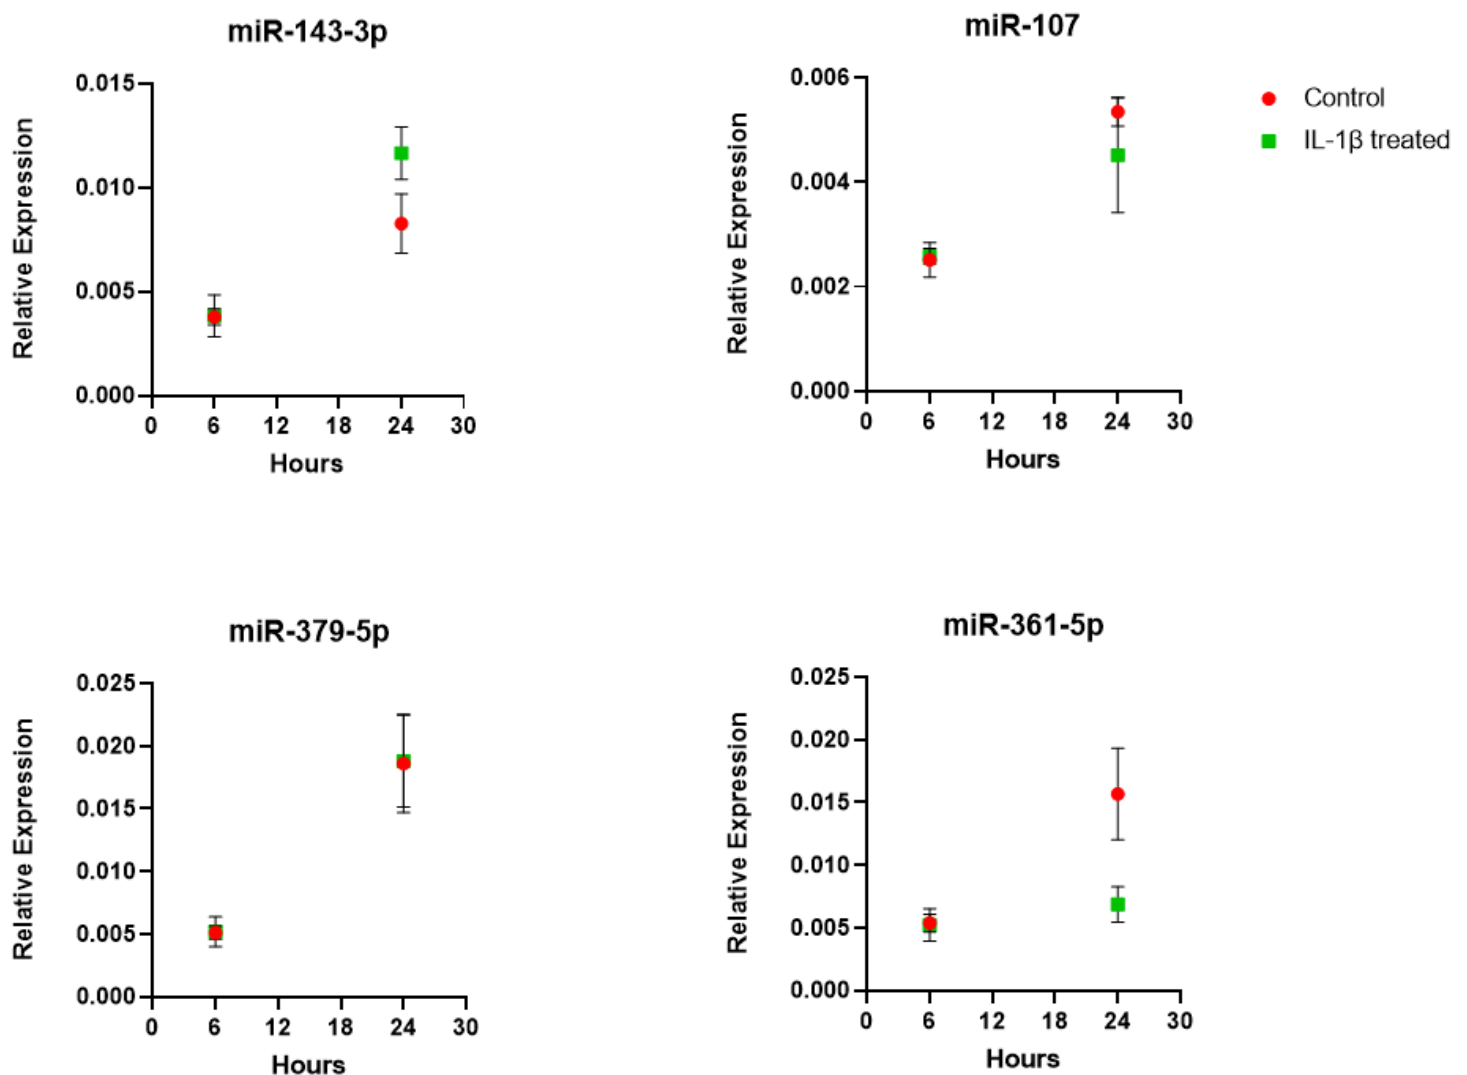 miR-143-3p
0.015
0.010
0.005
0.000
Relative Expression
0 6 12 18 24 30
Hours
miR-107
0.006
0.004
0.002
0.000
Relative Expression
0 6 12 18 24 30
Hours
Control
IL-1β treated
miR-379-5p
0.025
0.020
0.015
0.010
0.005
0.000
Relative Expression
0 6 12 18 24 30
Hours
miR-361-5p
0.025
0.020
0.015
0.010
0.005
0.000
Relative Expression
0 6 12 18 24 30
Hours